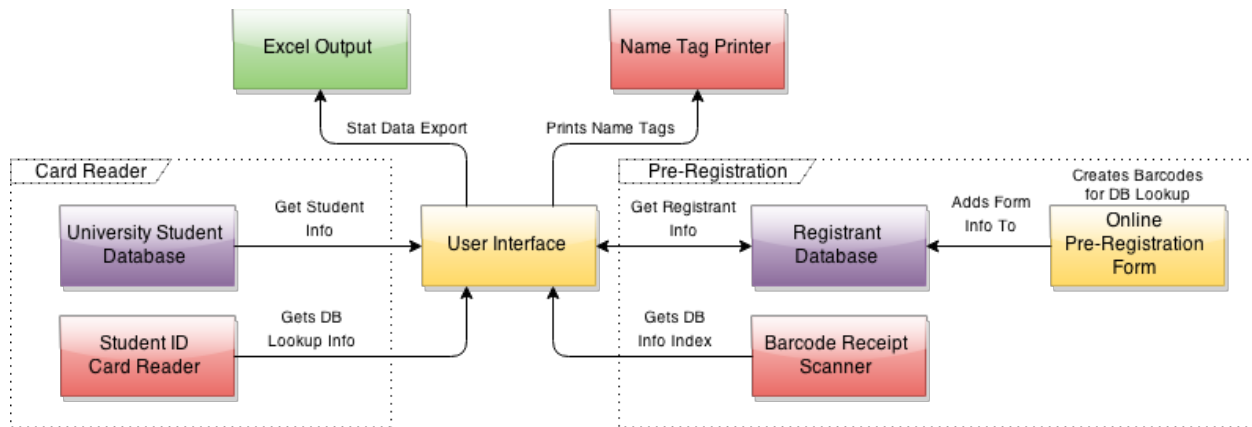 Excel Output
Name Tag Printer
Stat Data Export
Prints Name Tags
Card Reader
University Student
Database
Get Student
Info
Student ID
Card Reader
Gets DB
Lookup Info
User Interface
Pre-Registration
Get Registrant
Info
Registrant
Database
Adds Form
Info To
Creates Barcodes
for DB Lookup
Online
Pre-Registration
Form
Gets DB
Info Index
Barcode Receipt
Scanner